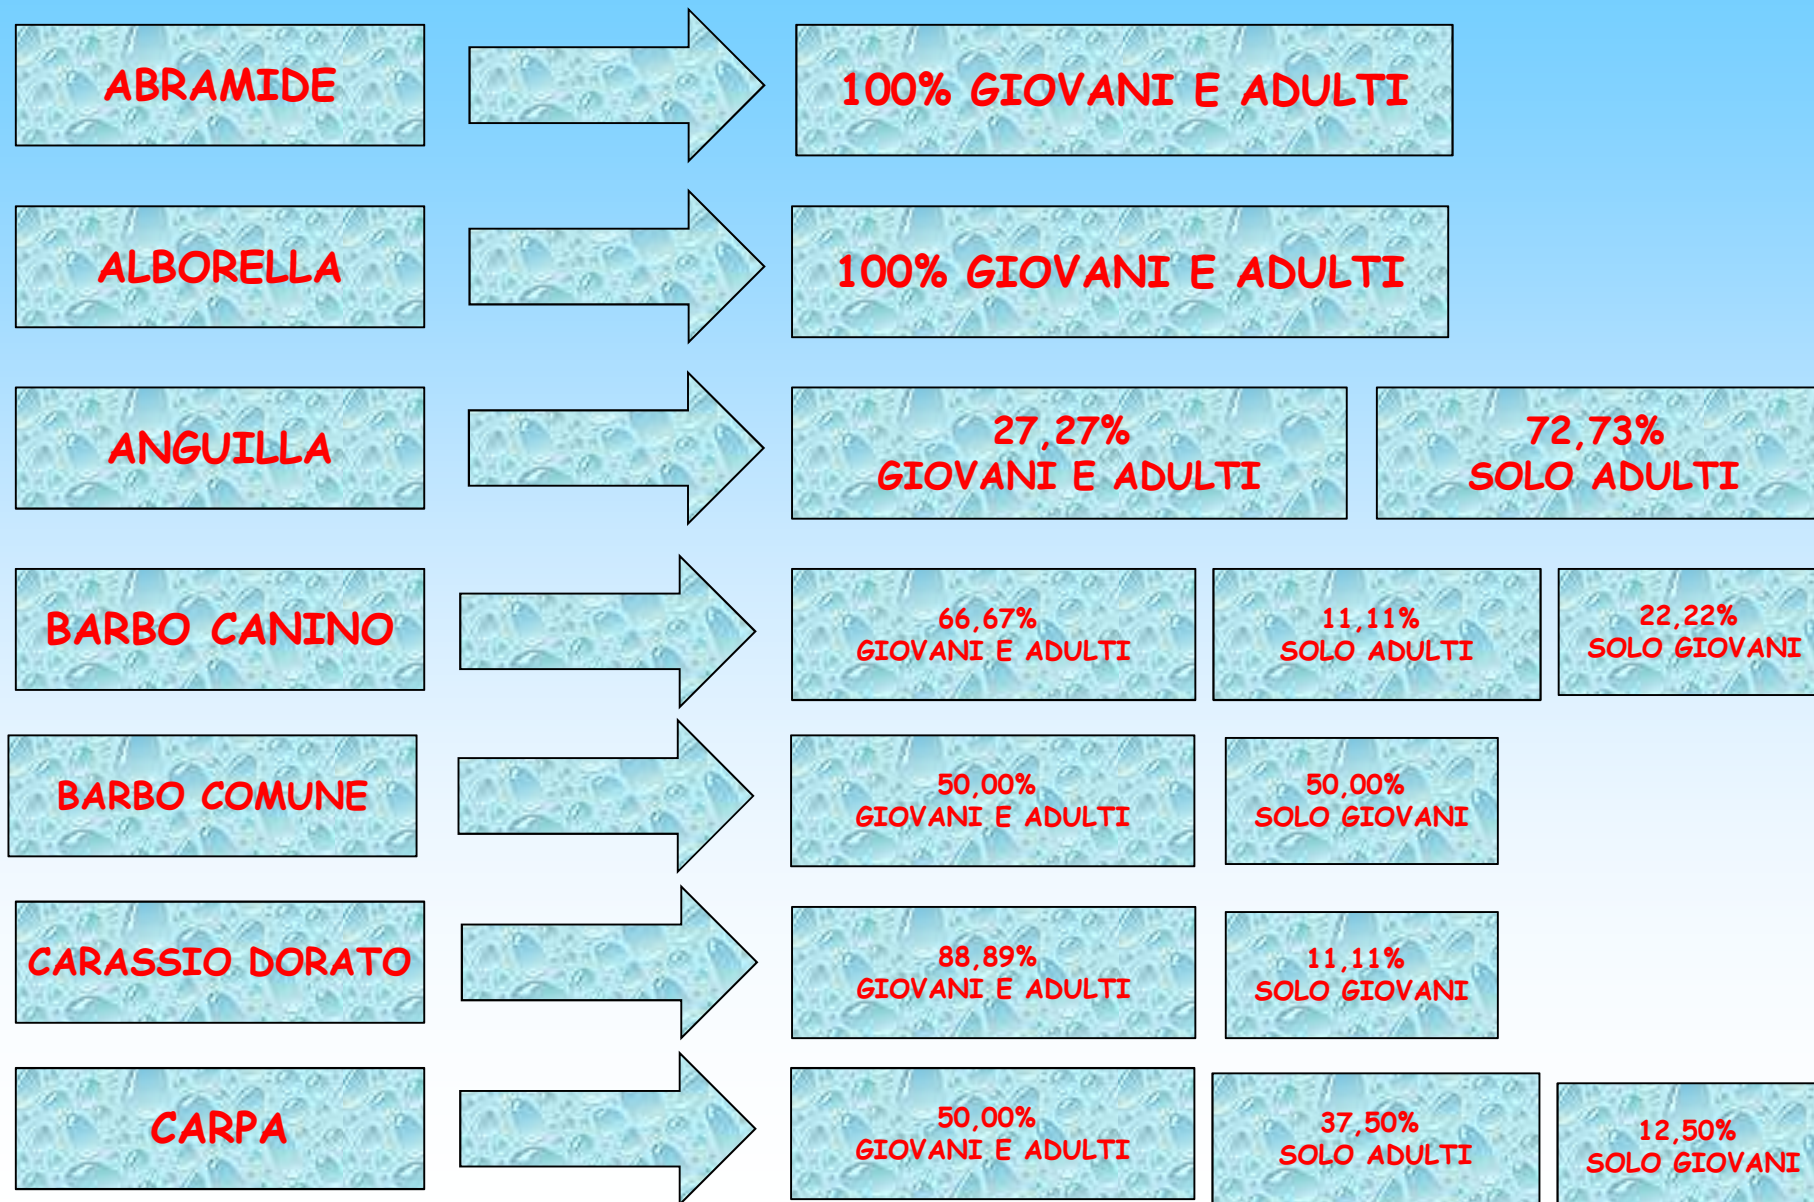 ABRAMIDE
100% GIOVANI E ADULTI
ALBORELLA
100% GIOVANI E ADULTI
ANGUILLA
27,27%
GIOVANI E ADULTI
72,73%
SOLO ADULTI
BARBO CANINO
66,67%
GIOVANI E ADULTI
11,11%
SOLO ADULTI
22,22%
SOLO GIOVANI
BARBO COMUNE
50,00%
GIOVANI E ADULTI
50,00%
SOLO GIOVANI
CARASSIO DORATO
88,89%
GIOVANI E ADULTI
11,11%
SOLO GIOVANI
CARPA
50,00%
GIOVANI E ADULTI
37,50%
SOLO ADULTI
12,50%
SOLO GIOVANI